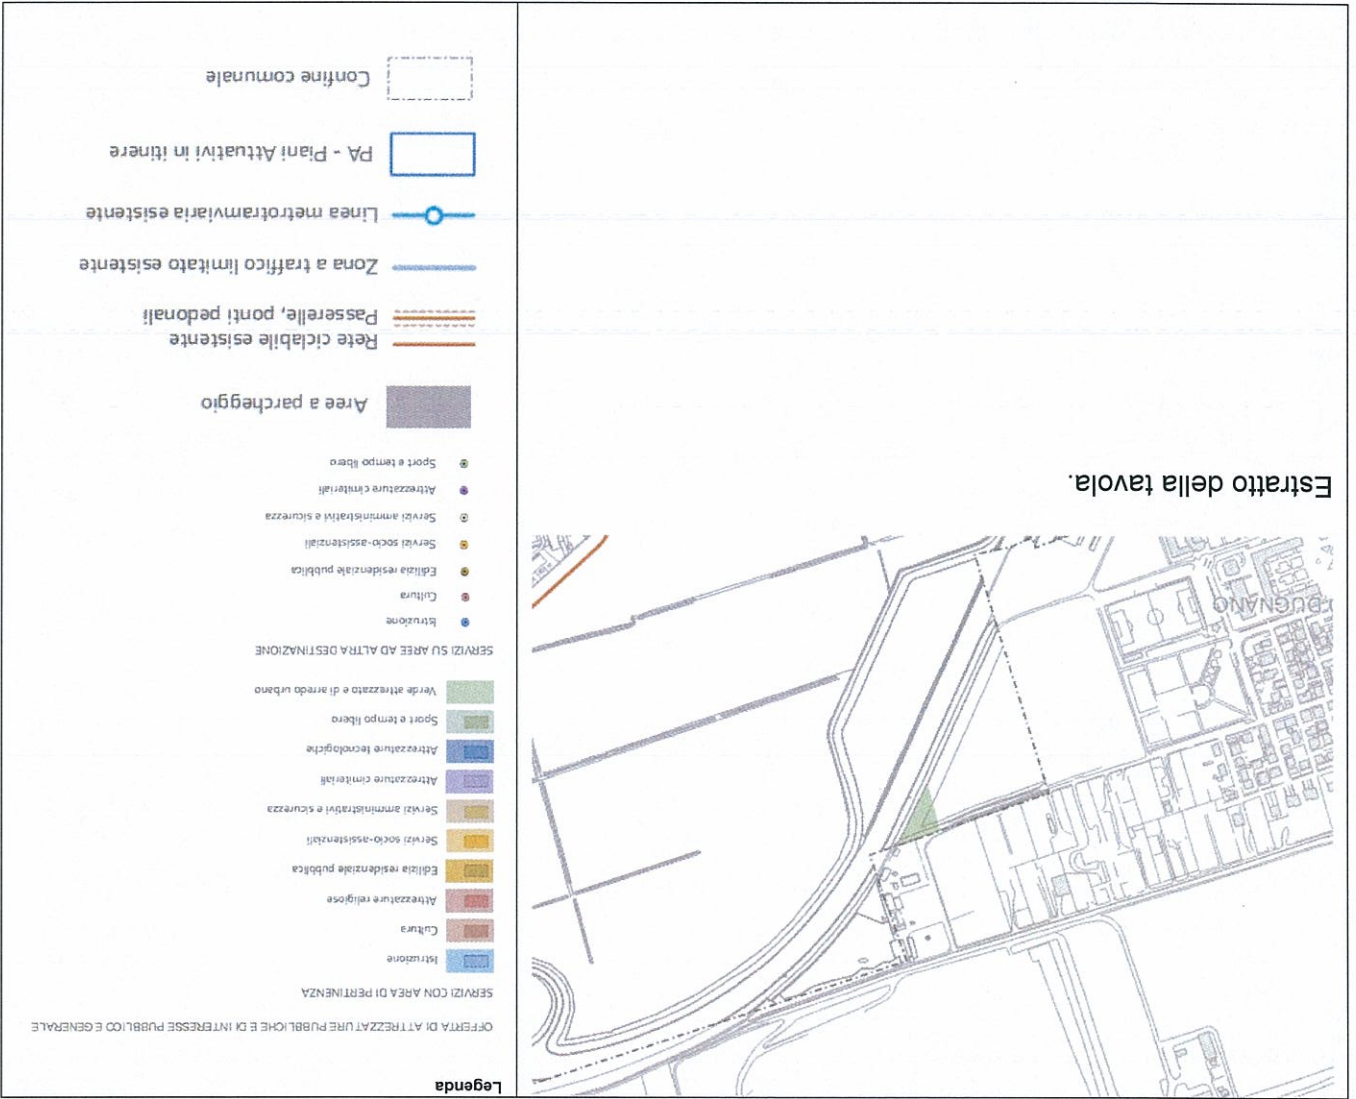 Legenda
OFFERTA DI ATTREZZATURE PUBBLICHE E DI INTERESSE PUBBLICO E GENERALE
SERVIZI CON AREA DI PERTINENZA
Istruzione
Cultura
Attrezzature religiose
Edilizia residenziale pubblica
Servizi socio-assistenziali
Servizi amministrativi e sicurezza
Attrezzature cimiteriali
Attrezzature tecnologiche
Sport e tempo libero
Verde attrezzato e di arredo urbano
SERVIZI SU AREE AD ALTRA DESTINAZIONE
Istruzione
Cultura
Edilizia residenziale pubblica
Servizi socio-assistenziali
Servizi amministrativi e sicurezza
Attrezzature cimiteriali
Sport e tempo libero
Aree a parcheggio
Rete ciclabile esistente
Passerelle, ponti pedonali
Zona a traffico limitato esistente
Linea metrotramviaria esistente
PA - Piani Attuativi in itinere
Confine comunale
DUGNANO
Estratto della tavola.